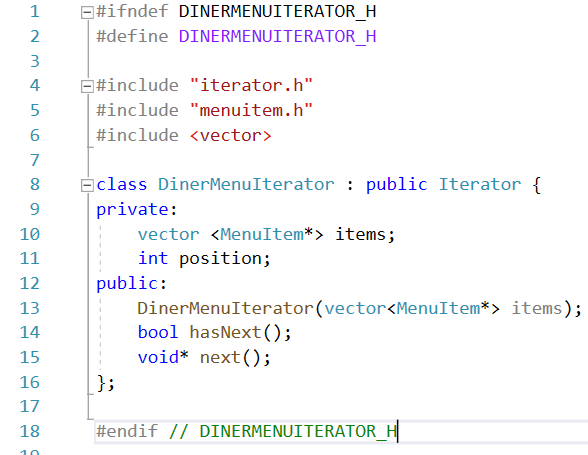 1 #ifndef DINERMENUITERATOR_H
2 #define DINERMENUITERATOR_H
3
4 #include "iterator.h"
5 #include "menuitem.h"
6 #include <vector>
7
8 class DinerMenuIterator : public Iterator {
9 private:
10 vector <MenuItem*> items;
11 int position;
12 public:
13 DinerMenuIterator(vector<MenuItem*> items);
14 bool hasNext();
15 void* next();
16 };
17
18 #endif // DINERMENUITERATOR_H